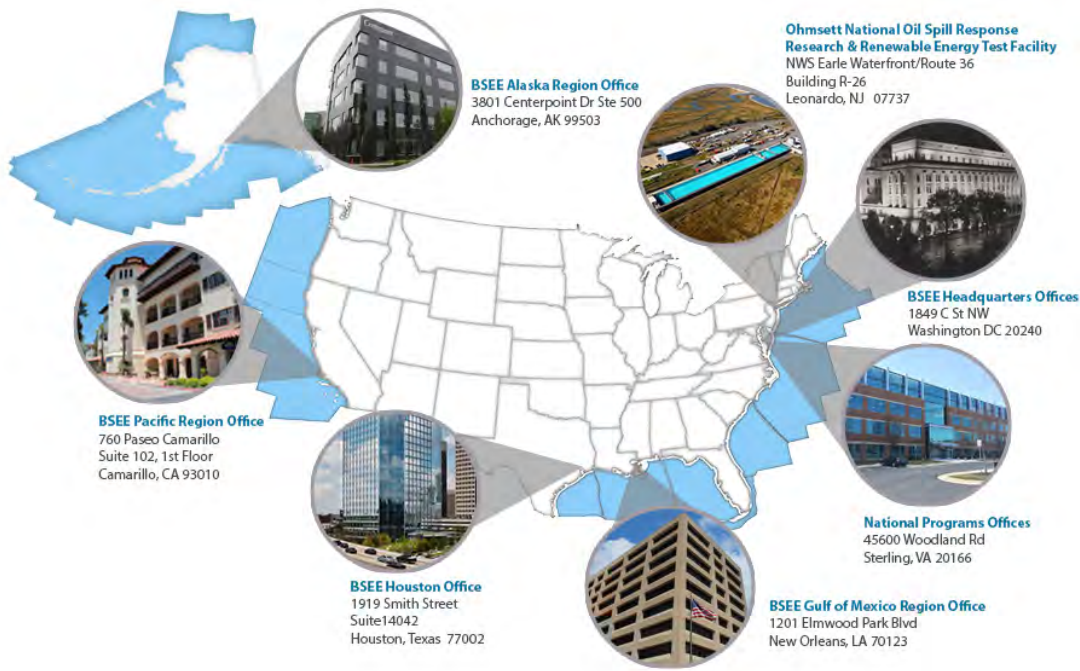 BSEE Alaska Region Office
3801 Centerpoint Dr Ste 500
Anchorage, AK 99503
Ohmsett National Oil Spill Response
Research & Renewable Energy Test Facility
NWS Earle Waterfront/Route 36
Building R-26
Leonardo, NJ 07737
BSEE Headquarters Offices
1849 C St NW
Washington DC 20240
BSEE Pacific Region Office
760 Paseo Camarillo
Suite 102, 1st Floor
Camarillo, CA 93010
National Programs Offices
45600 Woodland Rd
Sterling, VA 20166
BSEE Houston Office
1919 Smith Street
Suite14042
Houston, Texas 77002
BSEE Gulf of Mexico Region Office
1201 Elmwood Park Blvd
New Orleans, LA 70123